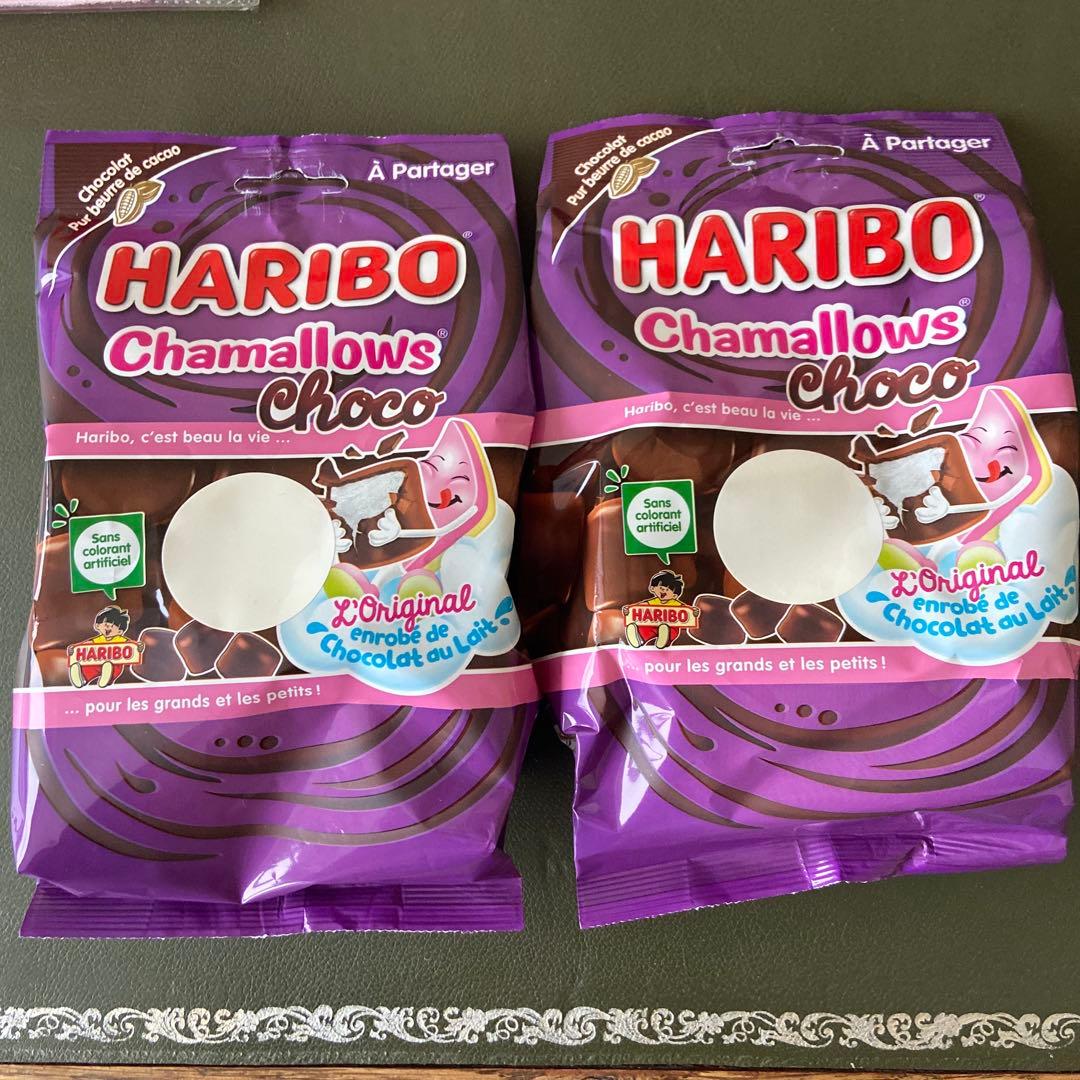 Chocolat
Pur beurre de cacao
À Partager
HARIBO
Chamallows®
Choco
Haribo, c'est beau la vie ...
Sans
colorant
artificiel
HARIBO
L'Original
enrobé de
Chocolat au Lait
... pour les grands et les petits !
Chocolat
Pur beurre de cacao
À Partager
HARIBO®
Chamallows®
Choco
Haribo, c'est beau la vie ...
Sans
colorant
artificiel
HARIBO
L'Original
enrobé de
Chocolat au Lait
... pour les grands et les petits !